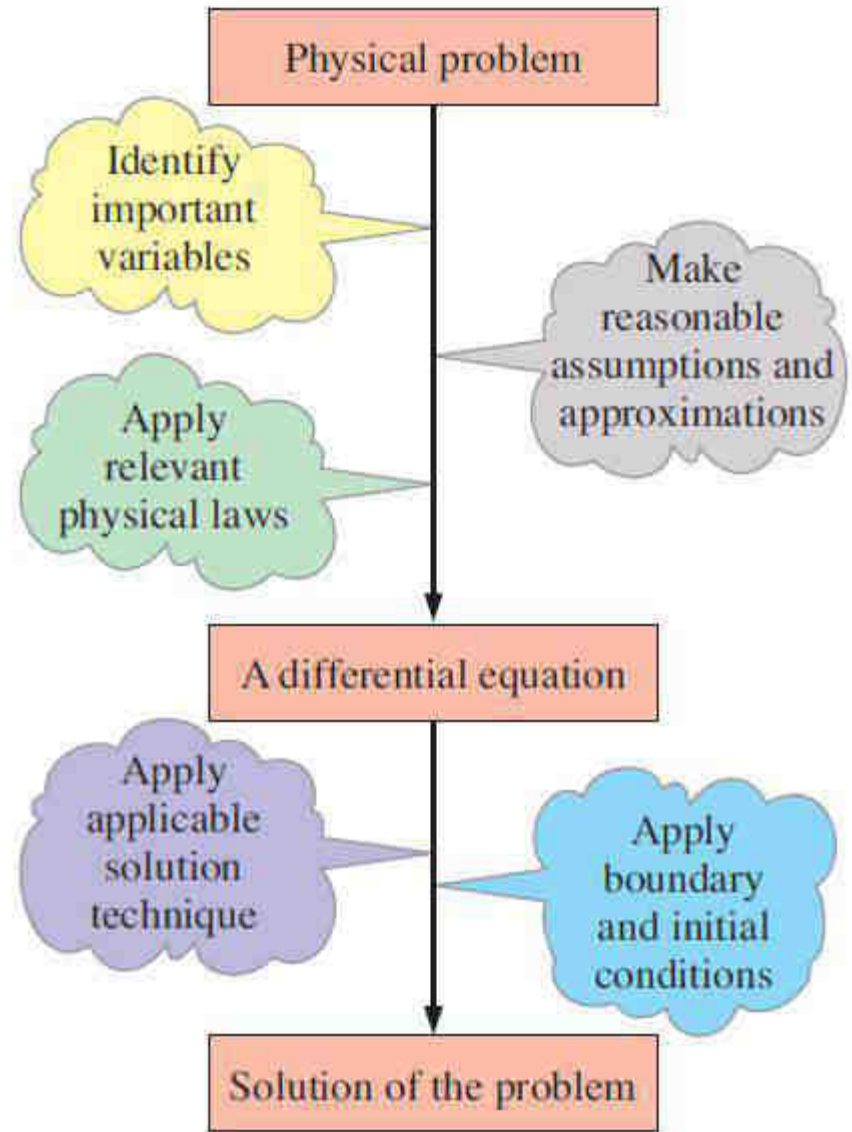 Physical problem
Identify
important
variables
Make
reasonable
assumptions and
approximations
Apply
relevant
physical laws
A differential equation
Apply
applicable
solution
technique
Apply
boundary
and initial
conditions
Solution of the problem